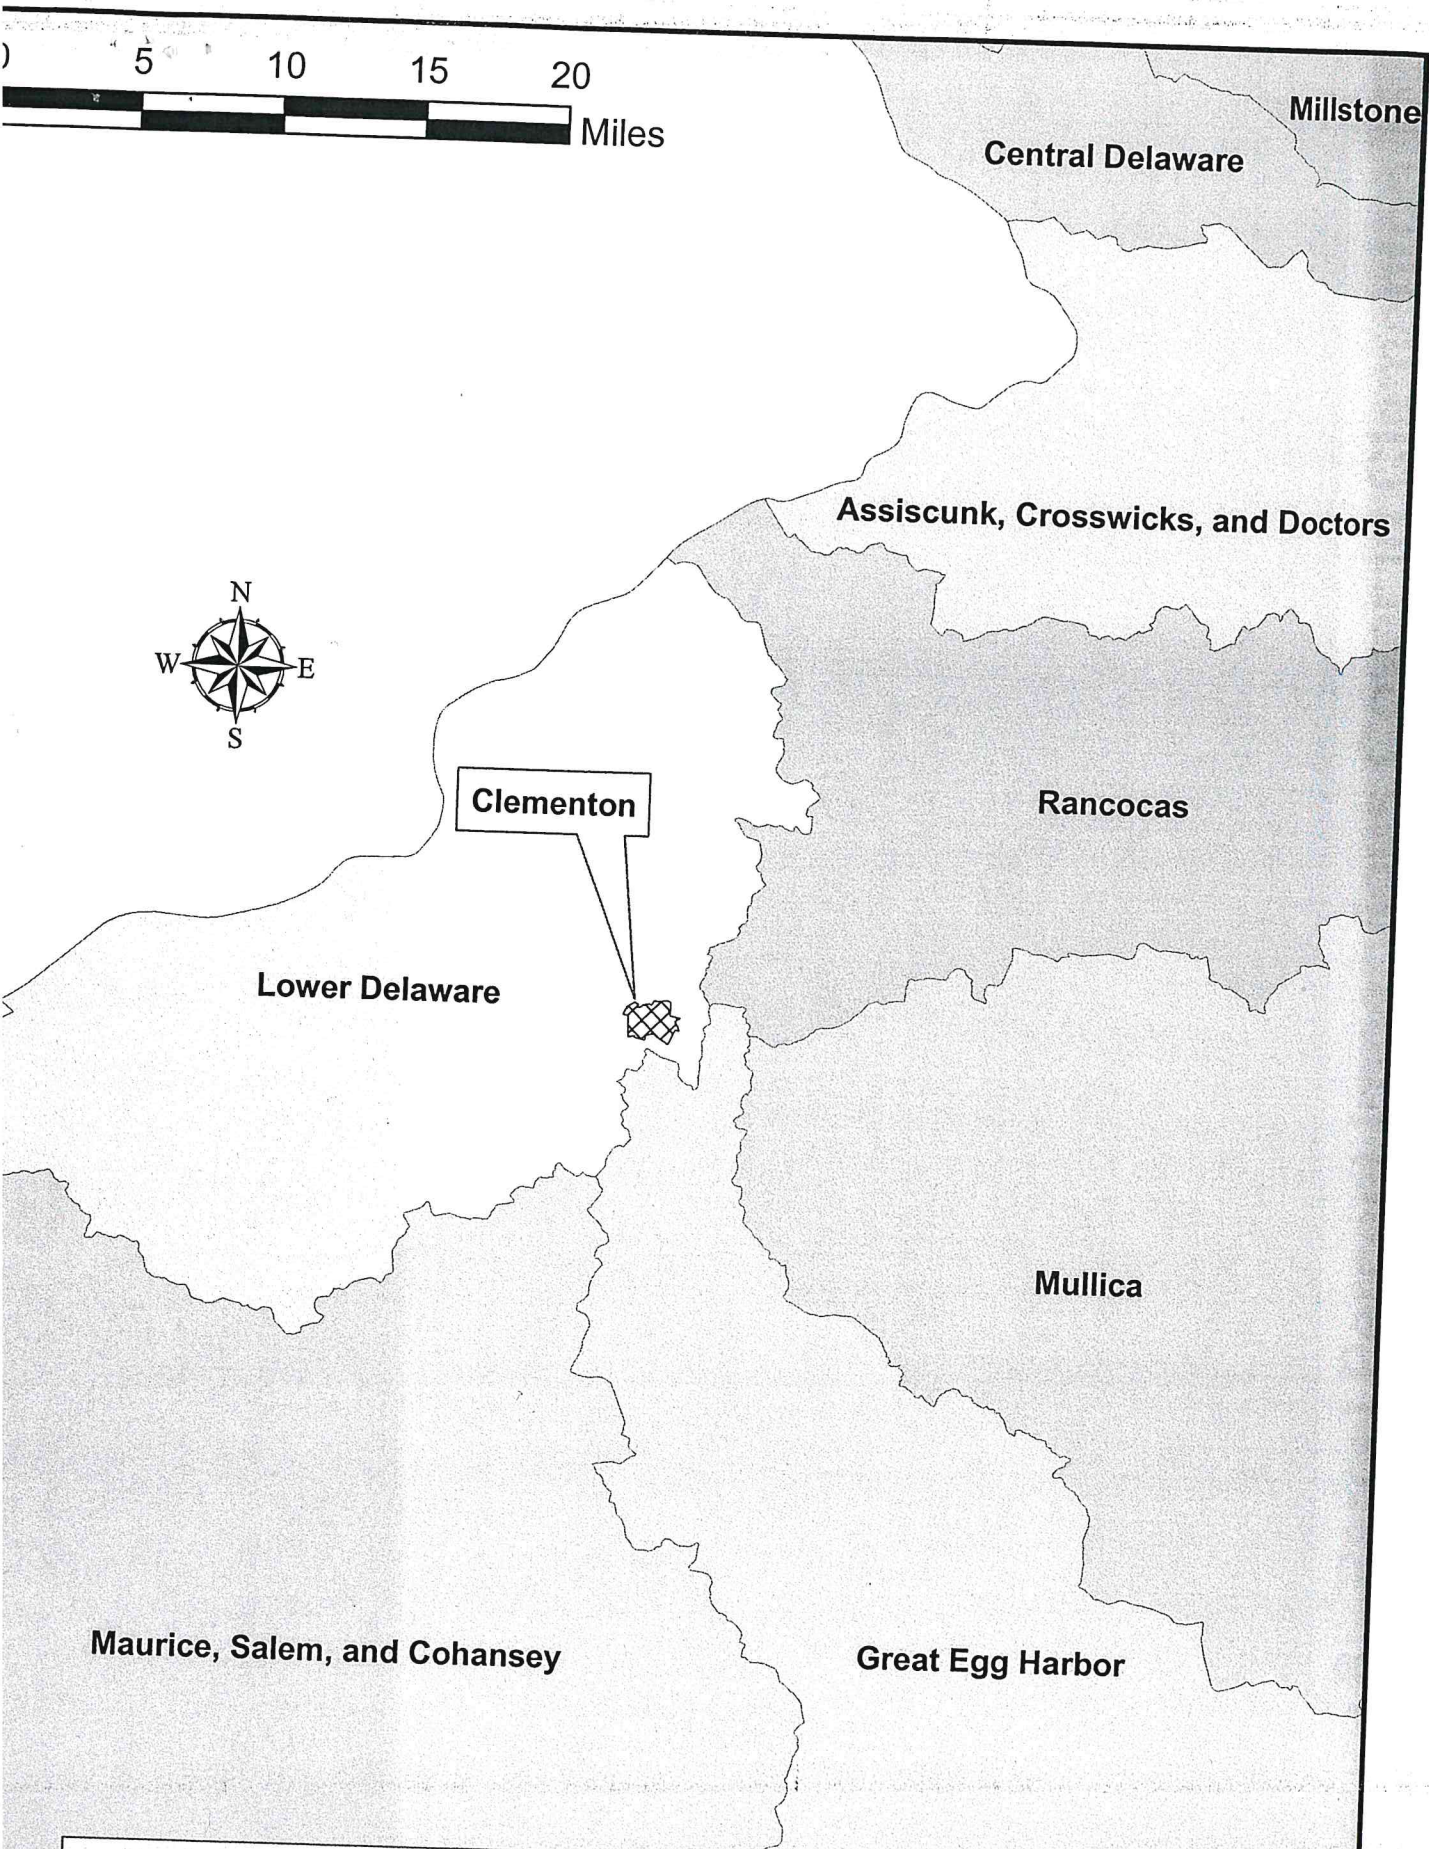 0 5 10 15 20
Miles
Millstone
Central Delaware
Assiscunk, Crosswicks, and Doctors
N
W E
S
Clementon
Rancocas
Lower Delaware
Mullica
Maurice, Salem, and Cohansey
Great Egg Harbor